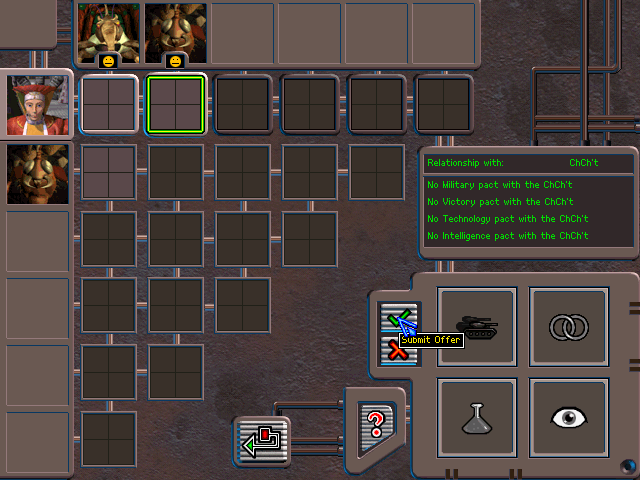 Relationship with: ChCh't
No Military pact with the ChCh't
No Victory pact with the ChCh't
No Technology pact with the ChCh't
No Intelligence pact with the ChCh't
Submit Offer